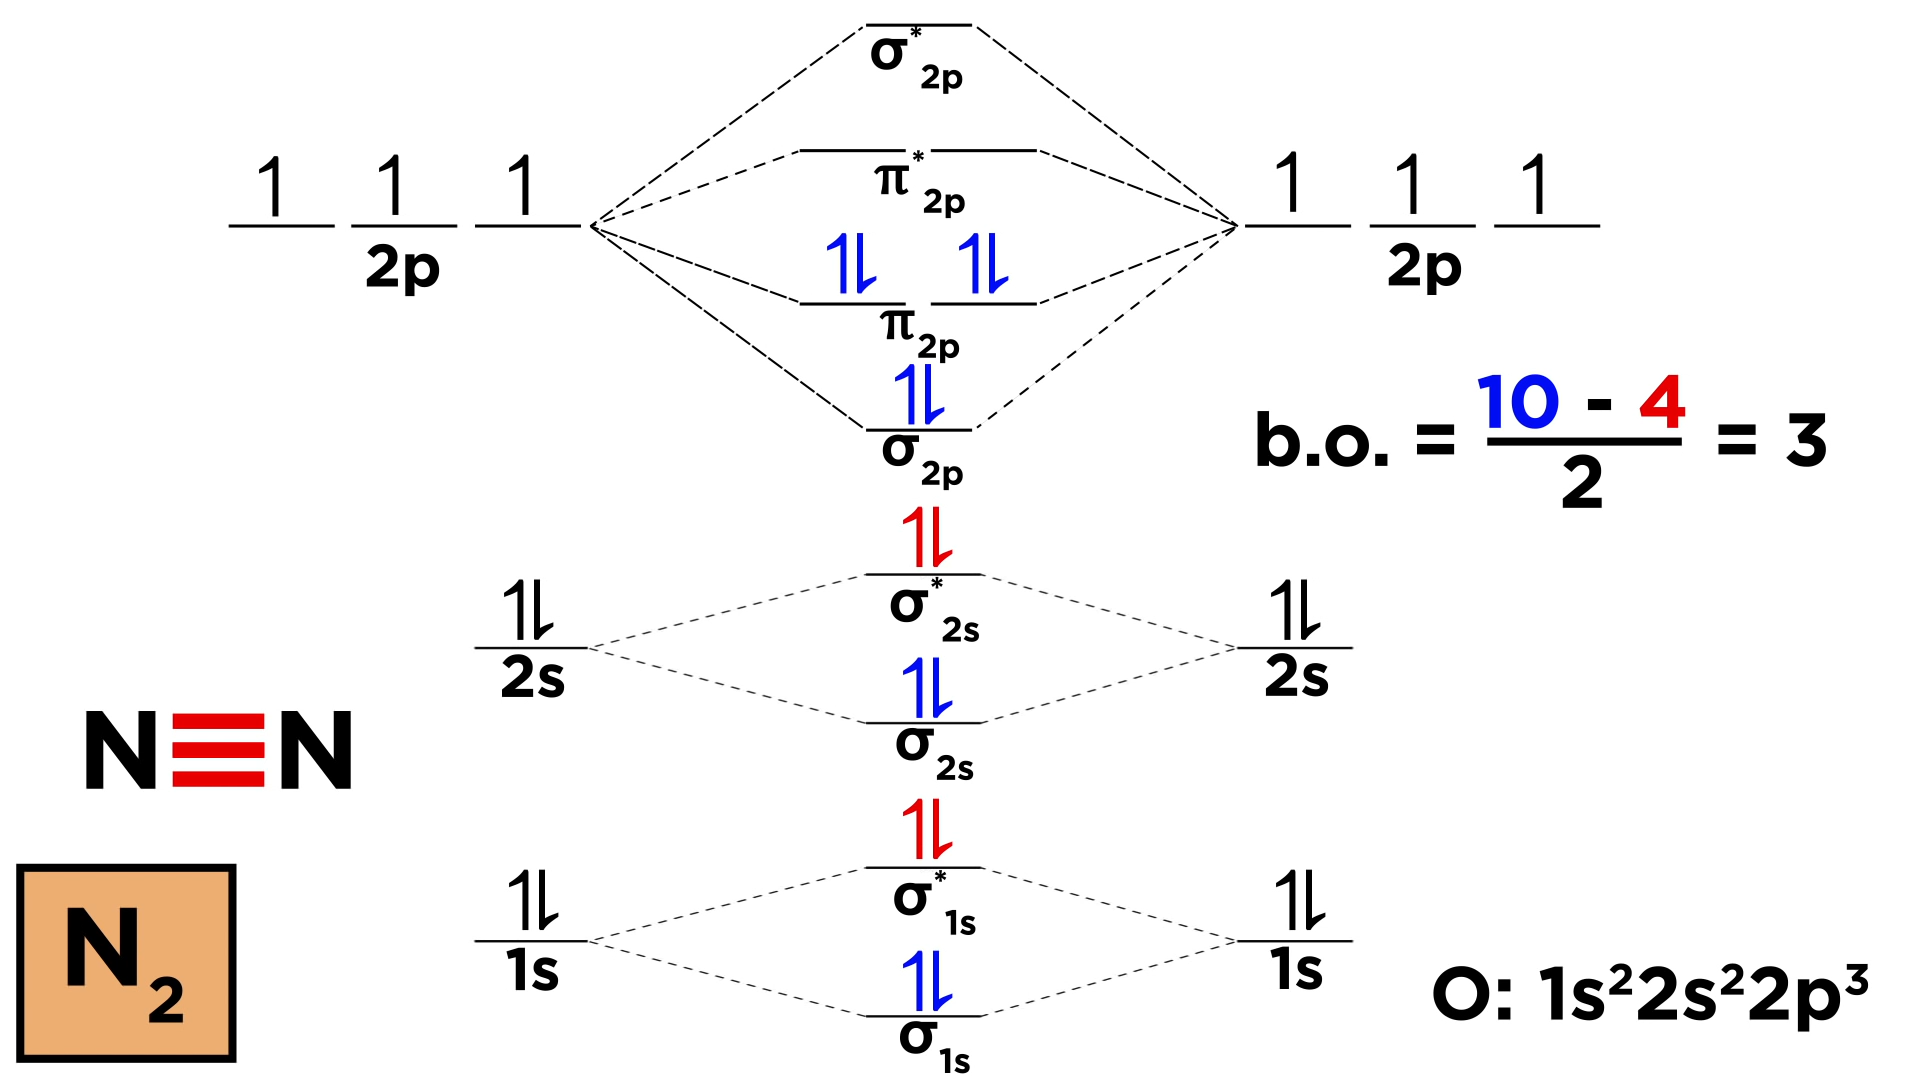 σ*2p
π*2p
2p 2p
π2p
σ2p
b.o. = 10 - 4 / 2 = 3
σ*2s
2s 2s
σ2s
N≡N
σ*1s
1s 1s
σ1s
N2
O: 1s²2s²2p³